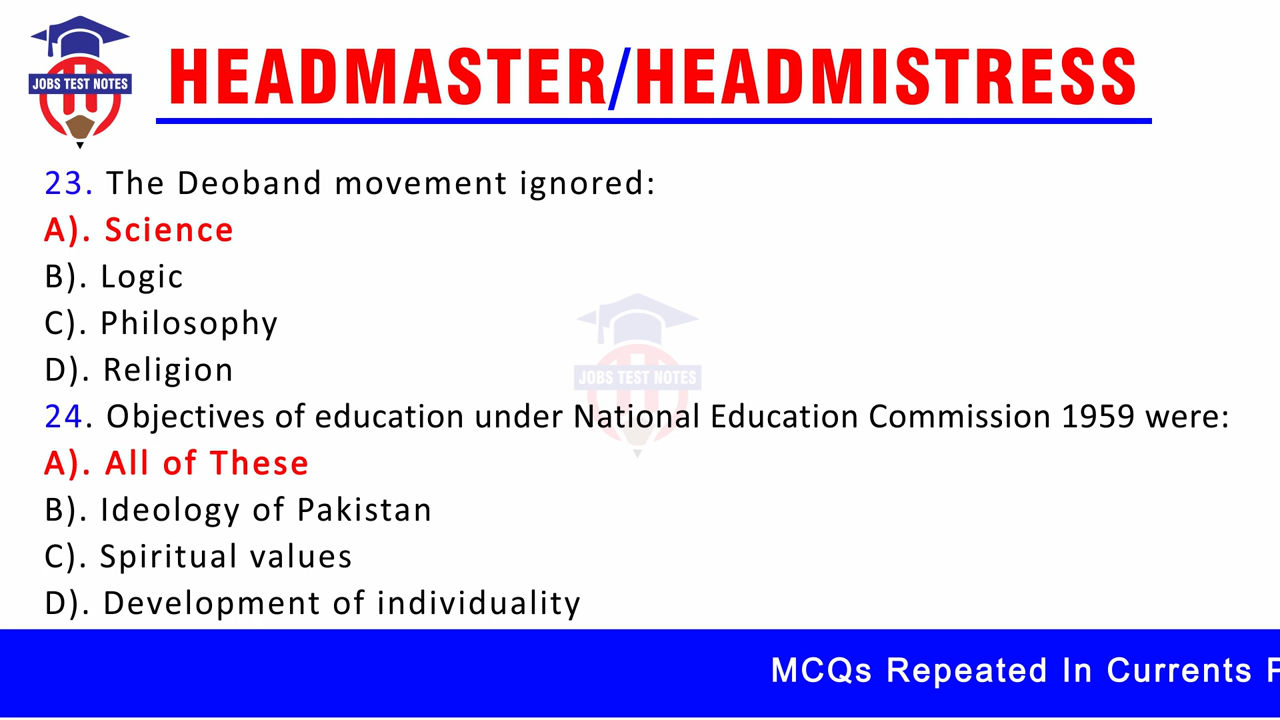 JOBS TEST NOTES
HEADMASTER/HEADMISTRESS
23. The Deoband movement ignored:
A). Science
B). Logic
C). Philosophy
D). Religion
JOBS TEST NOTES
24. Objectives of education under National Education Commission 1959 were:
A). All of These
B). Ideology of Pakistan
C). Spiritual values
D). Development of individuality
MCQs Repeated In Currents